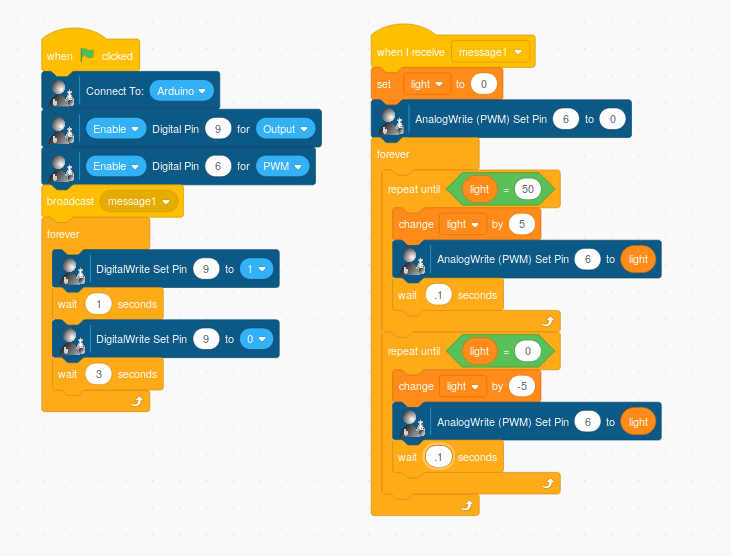 when clicked
Connect To: Arduino
Enable Digital Pin 9 for Output
Enable Digital Pin 6 for PWM
broadcast message1
forever
DigitalWrite Set Pin 9 to 1
wait 1 seconds
DigitalWrite Set Pin 9 to 0
wait 3 seconds
when I receive message1
set light to 0
AnalogWrite (PWM) Set Pin 6 to 0
forever
repeat until light = 50
change light by 5
AnalogWrite (PWM) Set Pin 6 to light
wait .1 seconds
repeat until light = 0
change light by -5
AnalogWrite (PWM) Set Pin 6 to light
wait .1 seconds